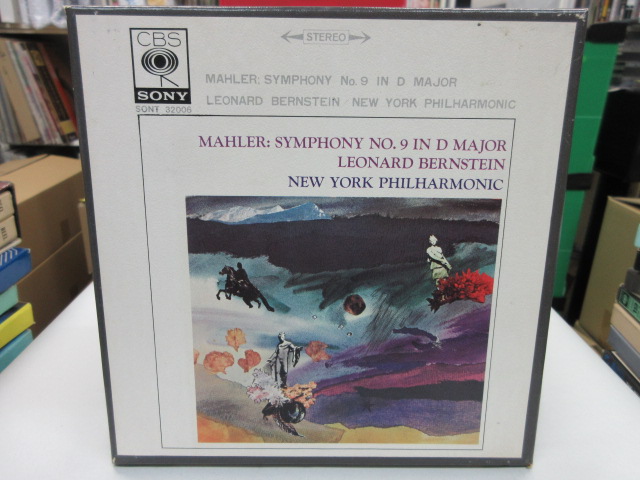 CBS
SONY
SONT 32006
STEREO
MAHLER: SYMPHONY No. 9 IN D MAJOR
LEONARD BERNSTEIN NEW YORK PHILHARMONIC
MAHLER: SYMPHONY NO. 9 IN D MAJOR
LEONARD BERNSTEIN
NEW YORK PHILHARMONIC